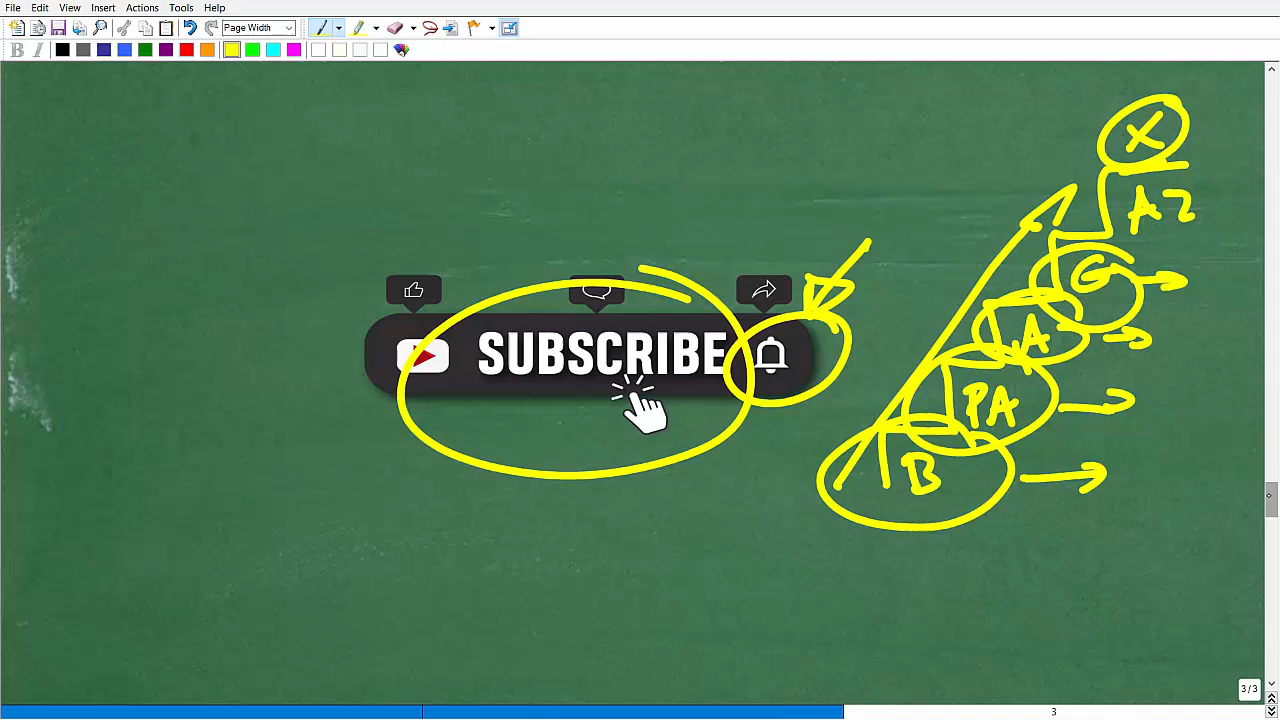 File Edit View Insert Actions Tools Help
Page Width
B I
X
A2
G
SUBSCRIBE
A
PA
B
3/3
3